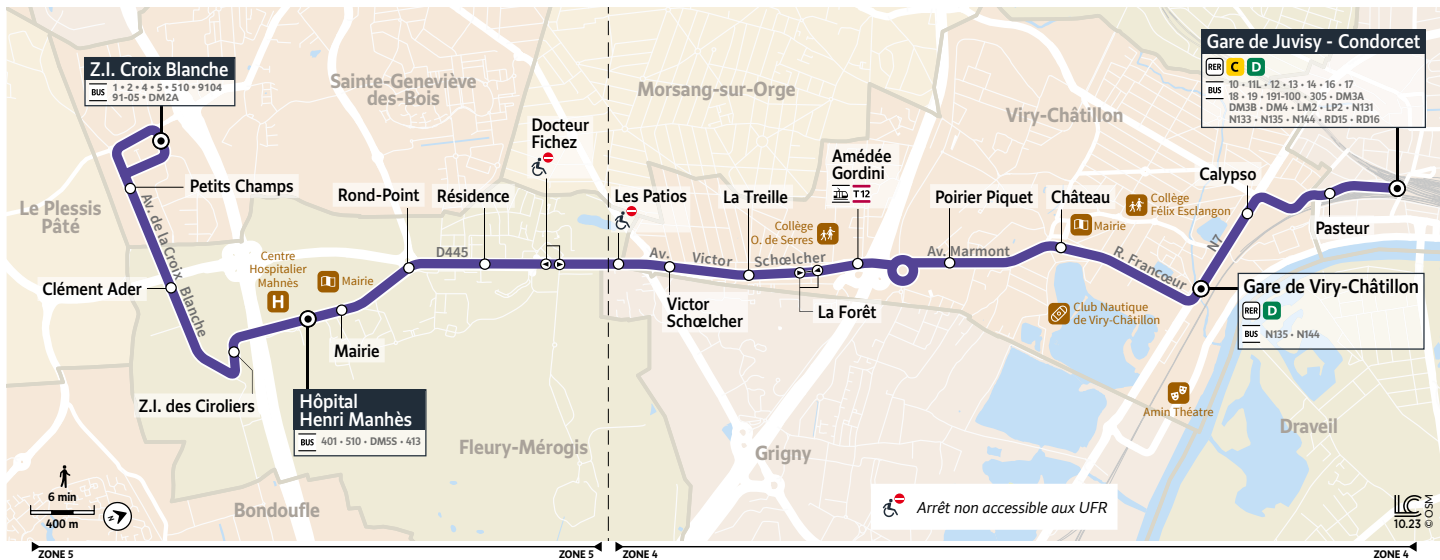 Z.I. Croix Blanche
BUS
1 • 2 • 4 • 5 • 510 • 9104
91-05 • DM2A
Sainte-Geneviève
des-Bois
Morsang-sur-Orge
Viry-Châtillon
Gare de Juvisy - Condorcet
RER C D
BUS
10 • 11L • 12 • 13 • 14 • 16 • 17
18 • 19 • 191-100 • 305 • DM3A
DM3B • DM4 • LM2 • LP2 • N131
N133 • N135 • N144 • RD15 • RD16
Docteur
Fichez
Amédée
Gordini
T12
Calypso
Petits Champs
Rond-Point
Résidence
Les Patios
La Treille
Poirier Piquet
Château
Collège
Félix Esclangon
Pasteur
Le Plessis
Pâté
Av. de la Croix Blanche
Collège
O. de Serres
Mairie
N7
D445
Av. Victor Schœlcher
Av. Marmont
R. Francœur
Centre
Hospitalier
Mahnès
H
Mairie
Clément Ader
Gare de Viry-Châtillon
RER D
BUS N135 • N144
Victor
Schœlcher
La Forêt
Club Nautique
de Viry-Châtillon
Mairie
Z.I. des Ciroliers
Hôpital
Henri Manhès
BUS 401 • 510 • DM5S • 413
Amin Théatre
Draveil
Fleury-Mérogis
Grigny
6 min
400 m
Bondoufle
Arrêt non accessible aux UFR
LC
10.23
© OSM
ZONE 5
ZONE 5
ZONE 4
ZONE 4